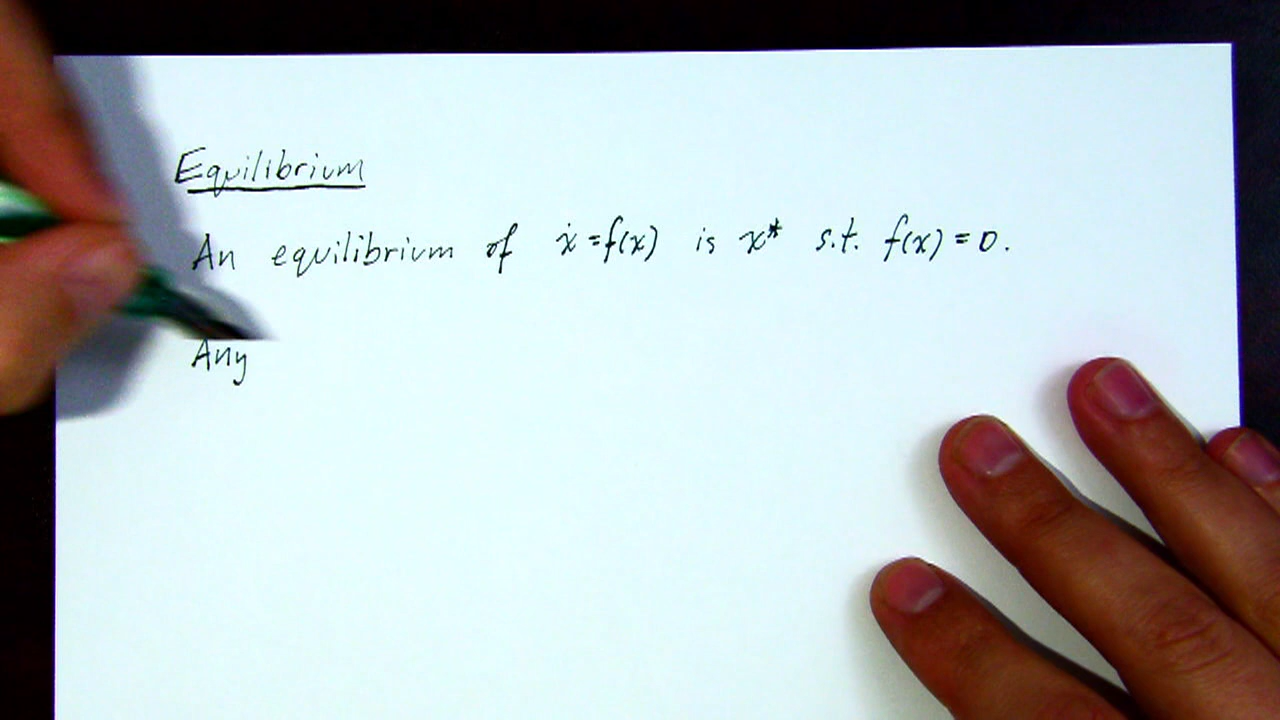 Equilibrium
An equilibrium of ẋ = f(x) is x* s.t. f(x) = 0.
Any